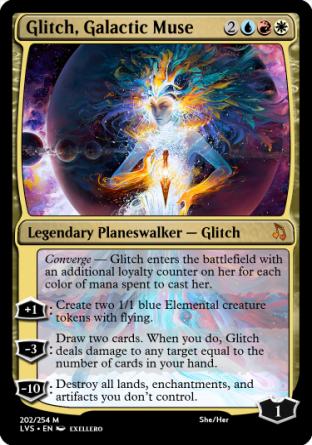 Glitch, Galactic Muse 2
Legendary Planeswalker — Glitch
Converge — Glitch enters the battlefield with
an additional loyalty counter on her for each
color of mana spent to cast her.
+1: Create two 1/1 blue Elemental creature
tokens with flying.
-3: Draw two cards. When you do, Glitch
deals damage to any target equal to the
number of cards in your hand.
-10: Destroy all lands, enchantments, and
artifacts you don't control.
1
202/254 M She/Her
LVS • EN EXELLERO